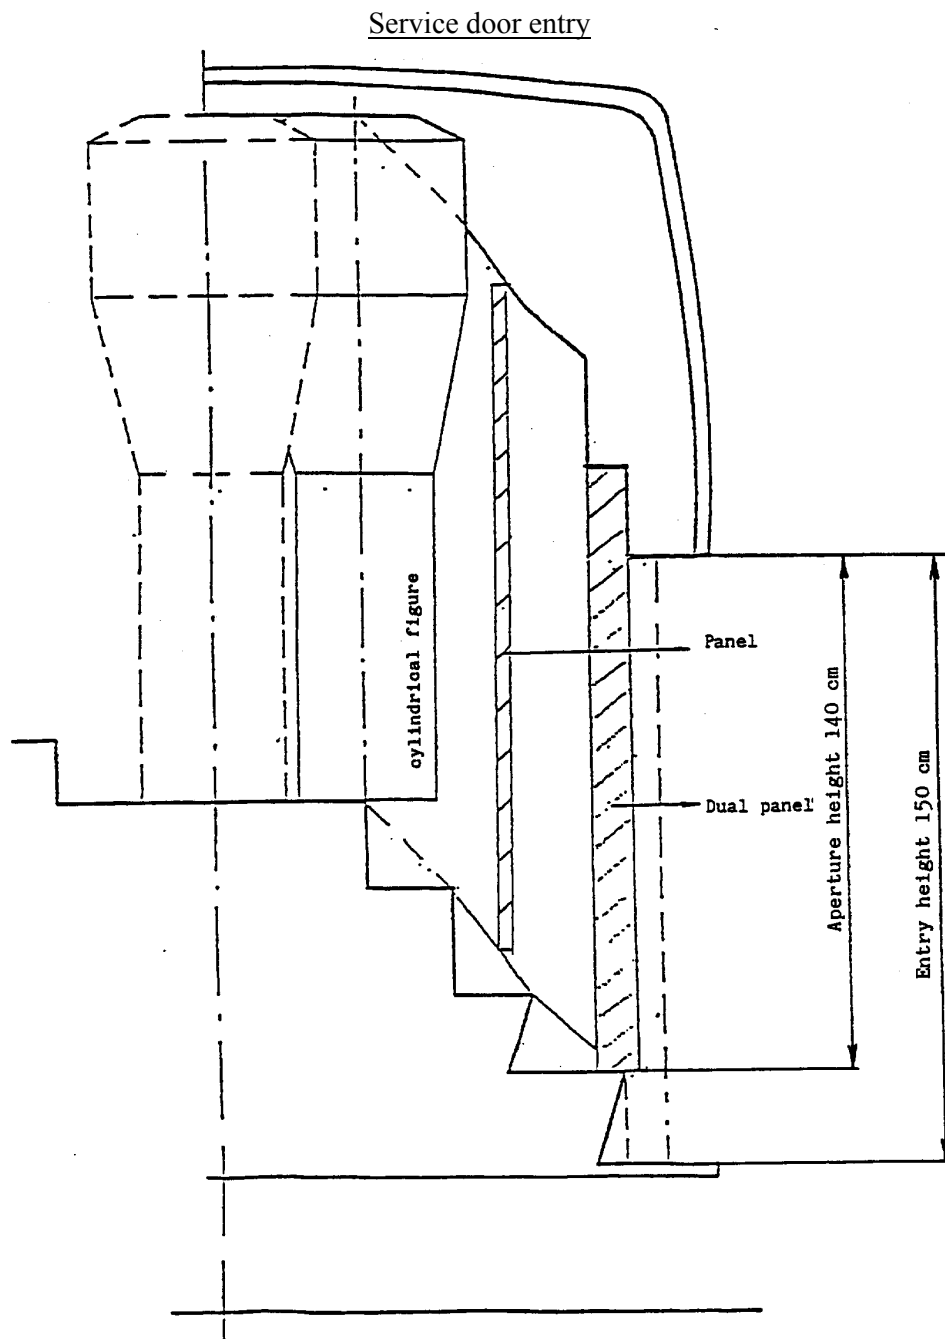 Service door entry
cylindrical figure
Panel
Dual panel
Aperture height 140 cm
Entry height 150 cm